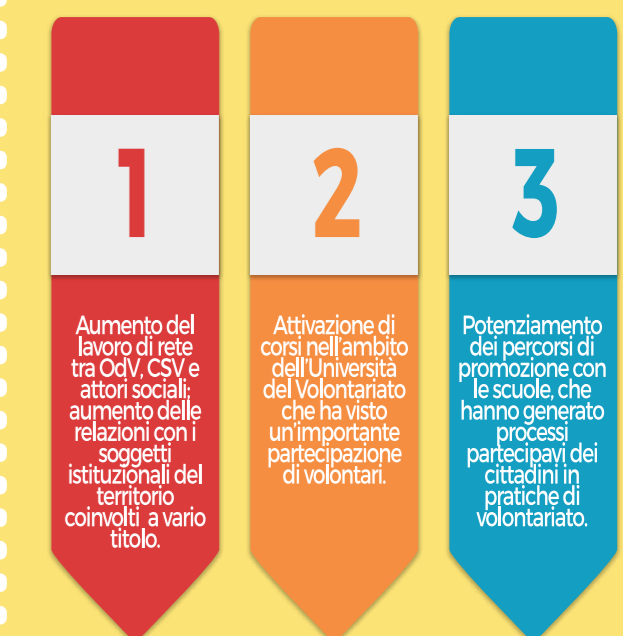 1
Aumento del
lavoro di rete
tra OdV, CSV e
attori sociali;
aumento delle
relazioni con i
soggetti
istituzionali del
territorio
coinvolti a vario
titolo.
2
Attivazione di
corsi nell'ambito
dell'Università
del Volontariato
che ha visto
un'importante
partecipazione
di volontari.
3
Potenziamento
dei percorsi di
promozione con
le scuole, che
hanno generato
processi
partecipavi dei
cittadini in
pratiche di
volontariato.